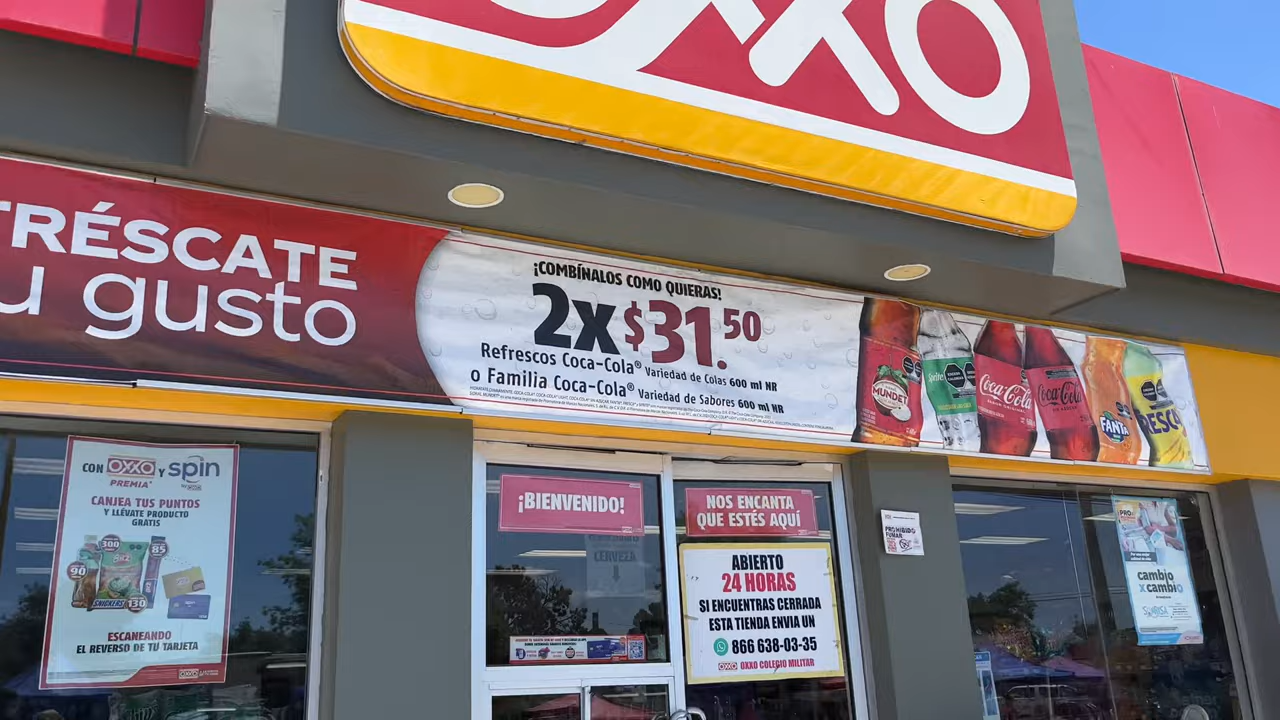 OXXO
TRÉSCATE
u gusto
¡COMBÍNALOS COMO QUIERAS!
2x$31.50
Refrescos Coca-Cola® Variedad de Colas 600 ml NR
o Familia Coca-Cola® Variedad de Sabores 600 ml NR
MUNDET
Sprite
Coca-Cola
Coca-Cola
FANTA
FRESCA
CON OXXO Y spin
PREMIA
CANJEA TUS PUNTOS
Y LLÉVATE PRODUCTO
GRATIS
300
85
90
SNICKERS
130
ESCANEANDO
EL REVERSO DE TU TARJETA
OXXO
¡BIENVENIDO!
CERVEZA
NOS ENCANTA
QUE ESTÉS AQUÍ
ABIERTO
24 HORAS
SI ENCUENTRAS CERRADA
ESTA TIENDA ENVIA UN
866 638-03-35
OXXO OXXO COLEGIO MILITAR
PROHIBIDO
FUMAR
cambio
x cambio